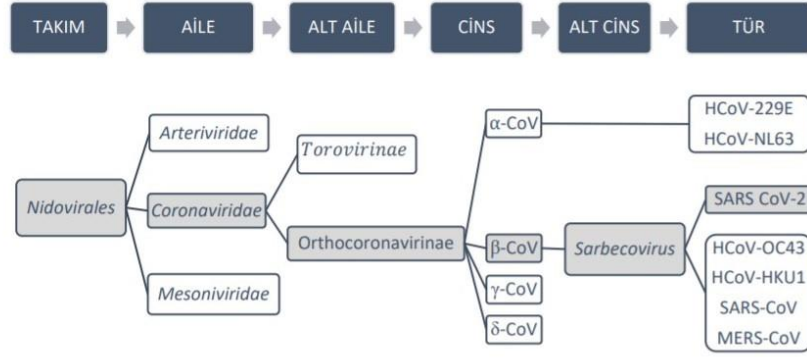 TAKIM
AİLE
ALT AİLE
CİNS
ALT CİNS
TÜR
Nidovirales
Arteriviridae
Coronaviridae
Mesoniviridae
Torovirinae
Orthocoronavirinae
α-CoV
β-CoV
γ-CoV
δ-CoV
Sarbecovirus
HCoV-229E
HCoV-NL63
SARS CoV-2
HCoV-OC43
HCoV-HKU1
SARS-CoV
MERS-CoV